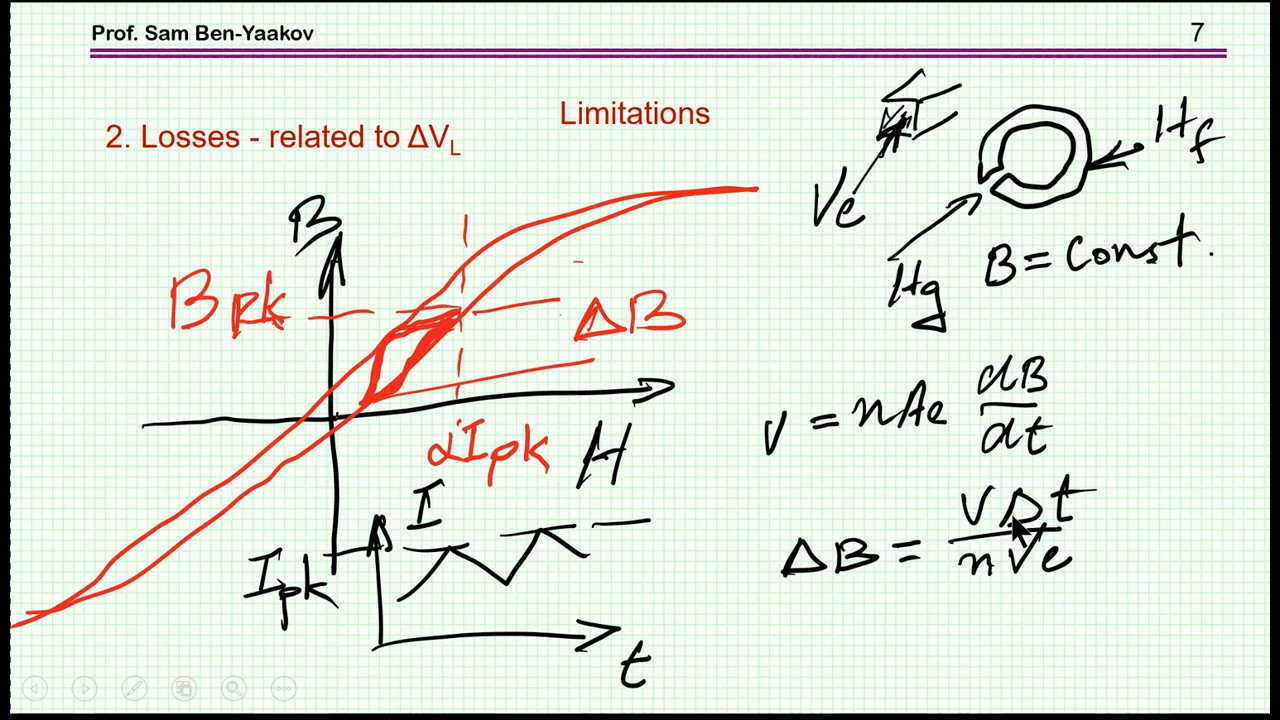 Prof. Sam Ben-Yaakov
7
Limitations
2. Losses - related to ΔV_L
Hf
Ve
Hg
B = Const.
B
Bpk
ΔB
αIpk
H
V = nAe dB/dt
ΔB = VΔt/nVe
I
Ipk
t